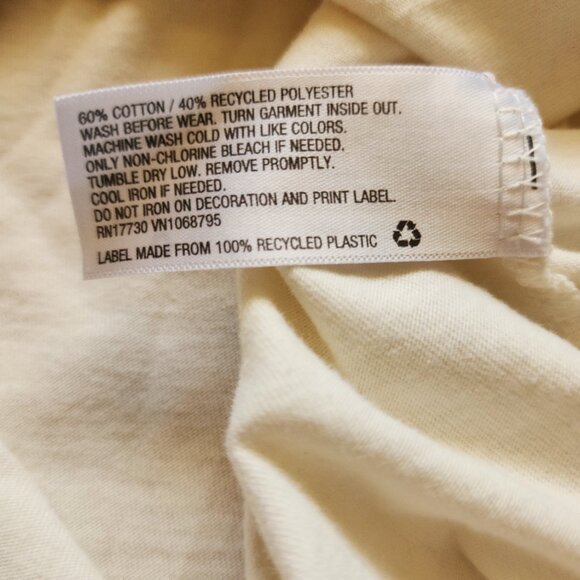 60% COTTON / 40% RECYCLED POLYESTER
WASH BEFORE WEAR. TURN GARMENT INSIDE OUT.
MACHINE WASH COLD WITH LIKE COLORS.
ONLY NON-CHLORINE BLEACH IF NEEDED.
TUMBLE DRY LOW. REMOVE PROMPTLY.
COOL IRON IF NEEDED.
DO NOT IRON ON DECORATION AND PRINT LABEL.
RN17730 VN1068795
LABEL MADE FROM 100% RECYCLED PLASTIC